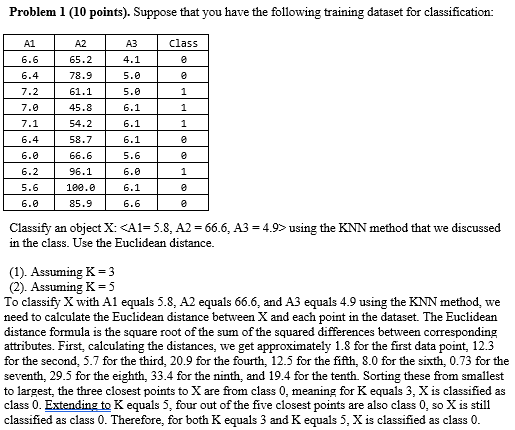 Problem 1 (10 points). Suppose that you have the following training dataset for classification:
A1 A2 A3 Class
6.6 65.2 4.1 0
6.4 78.9 5.0 0
7.2 61.1 5.0 1
7.0 45.8 6.1 1
7.1 54.2 6.1 1
6.4 58.7 6.1 0
6.0 66.6 5.6 0
6.2 96.1 6.0 1
5.6 100.0 6.1 0
6.0 85.9 6.6 0
Classify an object X: <A1= 5.8, A2 = 66.6, A3 = 4.9> using the KNN method that we discussed
in the class. Use the Euclidean distance.
(1). Assuming K = 3
(2). Assuming K = 5
To classify X with A1 equals 5.8, A2 equals 66.6, and A3 equals 4.9 using the KNN method, we
need to calculate the Euclidean distance between X and each point in the dataset. The Euclidean
distance formula is the square root of the sum of the squared differences between corresponding
attributes. First, calculating the distances, we get approximately 1.8 for the first data point, 12.3
for the second, 5.7 for the third, 20.9 for the fourth, 12.5 for the fifth, 8.0 for the sixth, 0.73 for the
seventh, 29.5 for the eighth, 33.4 for the ninth, and 19.4 for the tenth. Sorting these from smallest
to largest, the three closest points to X are from class 0, meaning for K equals 3, X is classified as
class 0. Extending to K equals 5, four out of the five closest points are also class 0, so X is still
classified as class 0. Therefore, for both K equals 3 and K equals 5, X is classified as class 0.